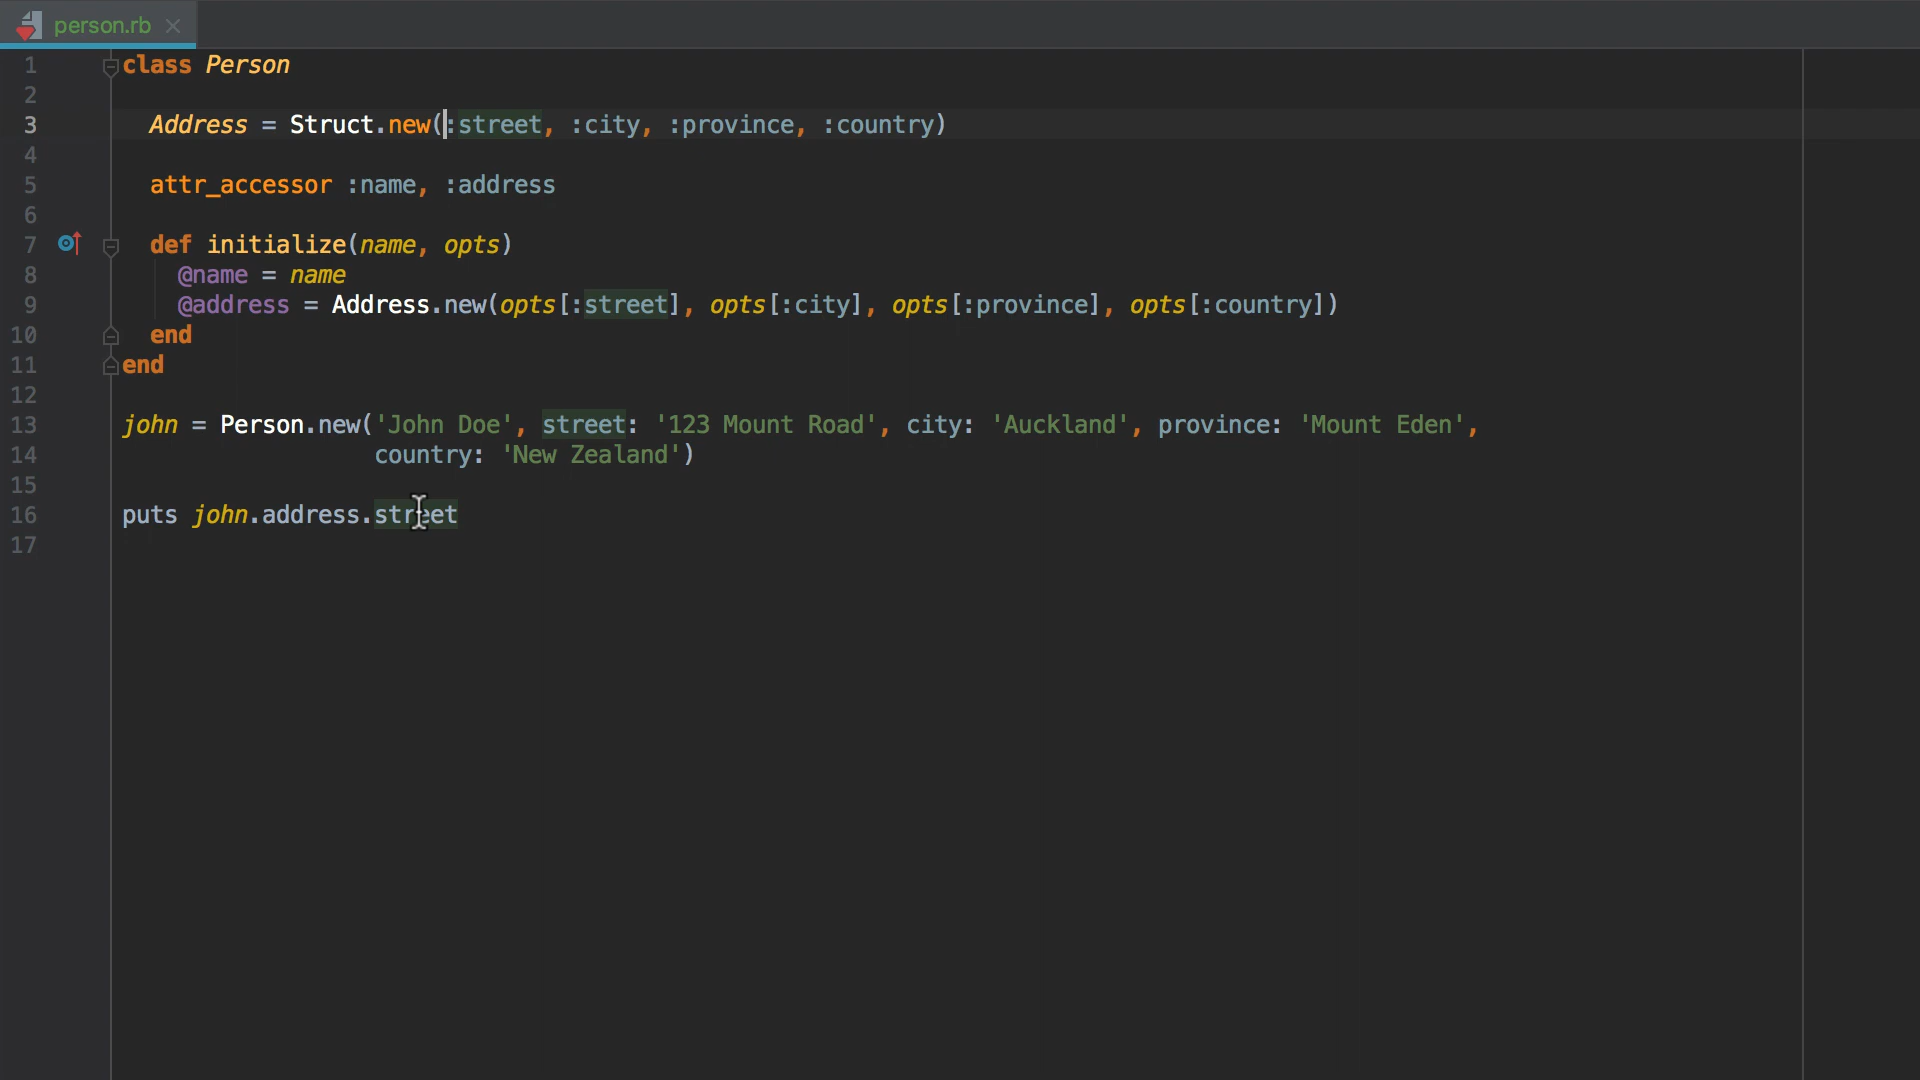 person.rb
1 class Person
2
3 Address = Struct.new(:street, :city, :province, :country)
4
5 attr_accessor :name, :address
6
7 def initialize(name, opts)
8 @name = name
9 @address = Address.new(opts[:street], opts[:city], opts[:province], opts[:country])
10 end
11 end
12
13 john = Person.new('John Doe', street: '123 Mount Road', city: 'Auckland', province: 'Mount Eden',
14 country: 'New Zealand')
15
16 puts john.address.street
17